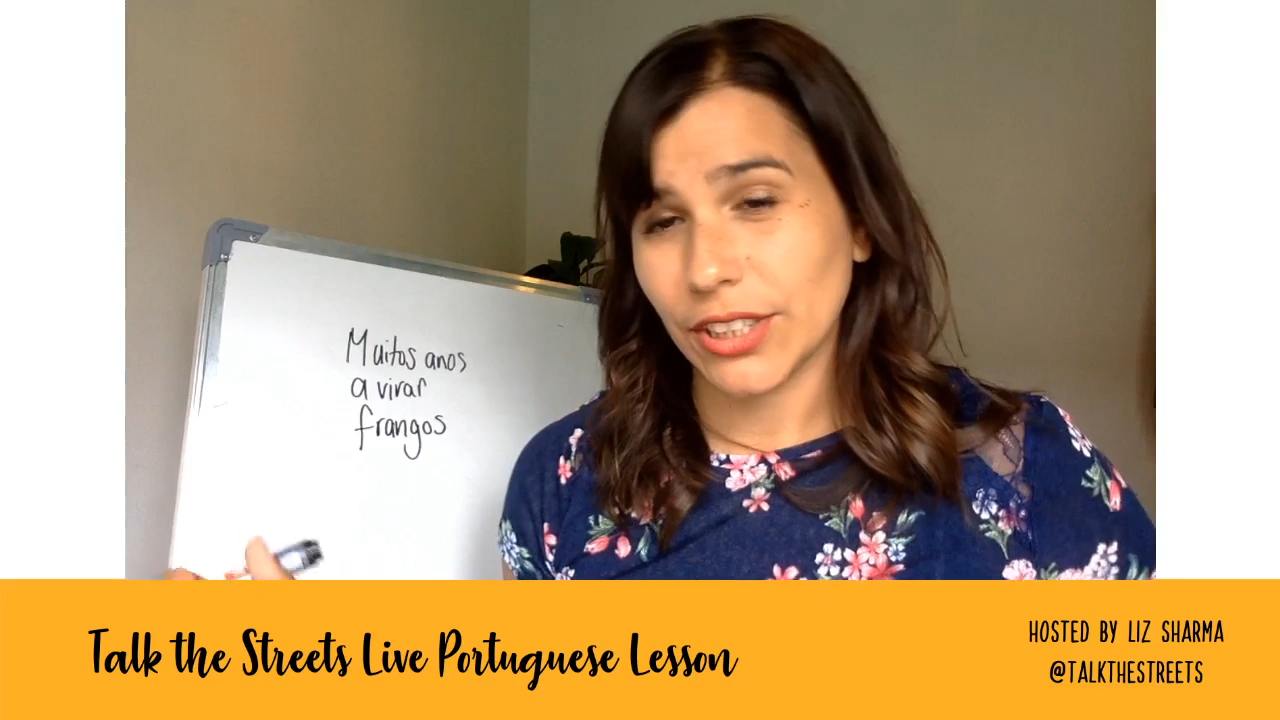 Muitos anos
a virar
frangos
Talk the Streets Live Portuguese Lesson
HOSTED BY LIZ SHARMA
@TALKTHESTREETS